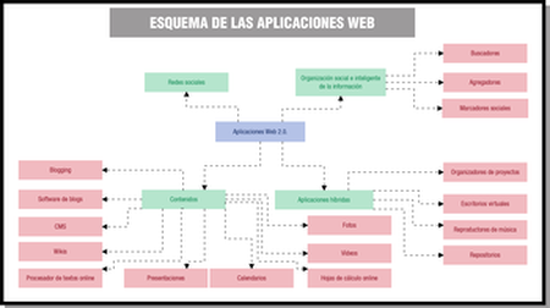 ESQUEMA DE LAS APLICACIONES WEB
Redes sociales
Organización social e inteligente
de la información
Buscadores
Agregadores
Marcadores sociales
Aplicaciones Web 2.0.
Blogging
Software de blogs
CMS
Wikis
Procesador de textos online
Contenidos
Presentaciones
Calendarios
Fotos
Videos
Hojas de cálculo online
Aplicaciones híbridas
Organizadores de proyectos
Escritorios virtuales
Reproductores de música
Repositorios